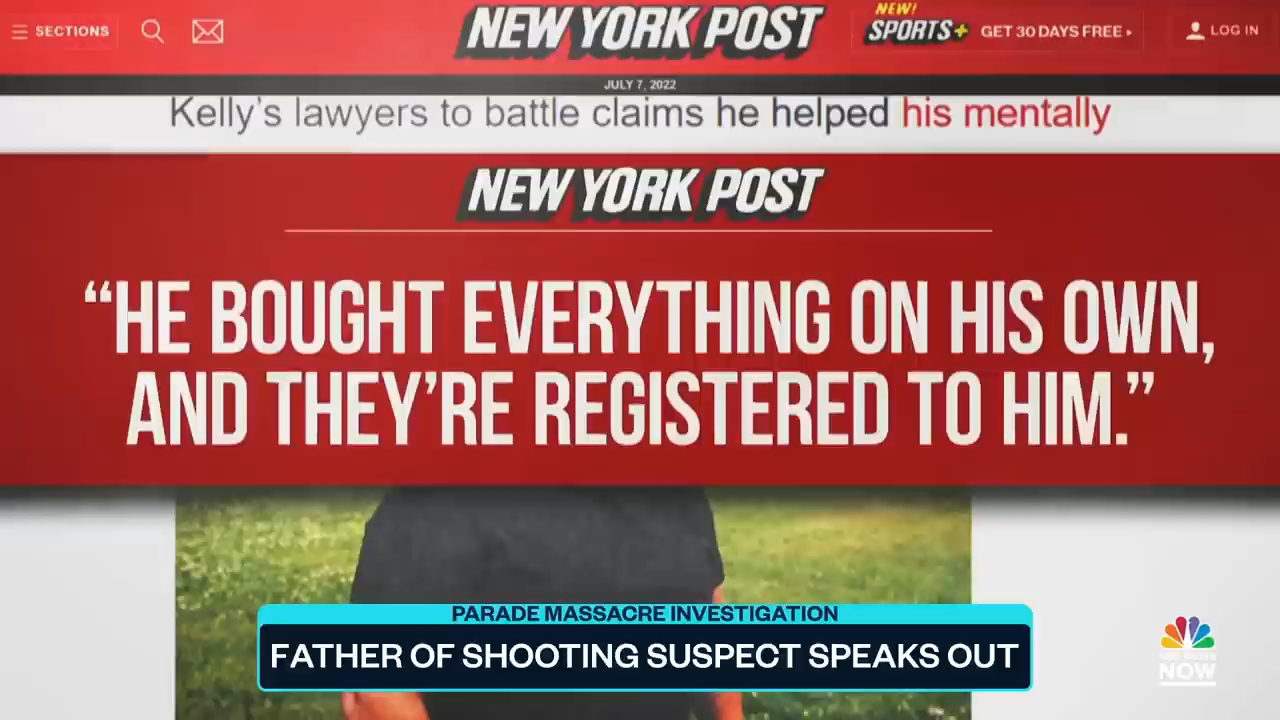 SECTIONS
NEW YORK POST
NEW!
SPORTS+
GET 30 DAYS FREE
LOG IN
JULY 7, 2022
Kelly's lawyers to battle claims he helped his mentally
NEW YORK POST
“HE BOUGHT EVERYTHING ON HIS OWN,
AND THEY’RE REGISTERED TO HIM.”
PARADE MASSACRE INVESTIGATION
FATHER OF SHOOTING SUSPECT SPEAKS OUT
NBC NEWS
NOW